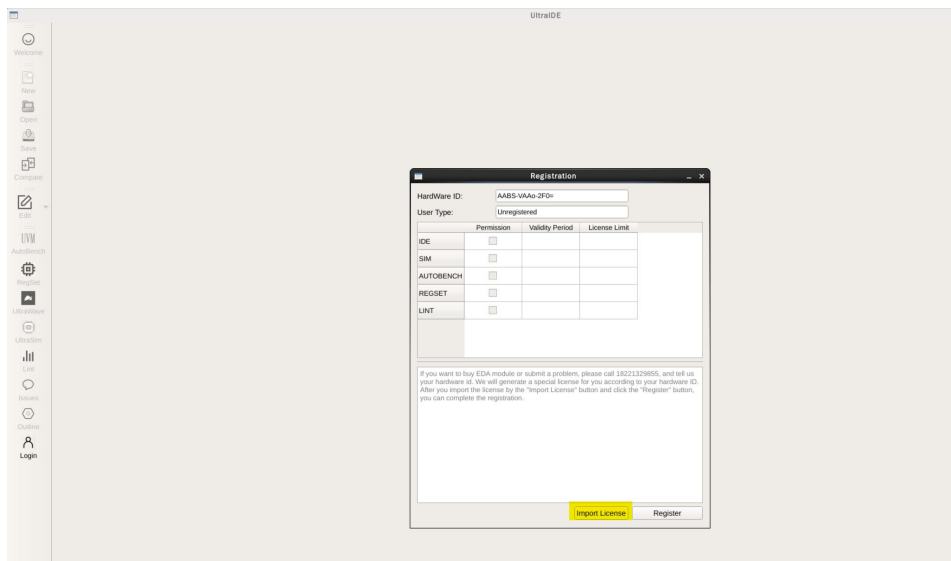 UltraIDE
Welcome
New
Open
Save
Compare
Edit
UVM
AutoBench
RegSet
UltraWave
UltraSim
Lint
Issues
Outline
Login
Registration
HardWare ID: AABS-VAAo-2F0=
User Type: Unregistered
Permission Validity Period License Limit
IDE
SIM
AUTOBENCH
REGSET
LINT
If you want to buy EDA module or submit a problem, please call 18221329855, and tell us
your hardware id. We will generate a special license for you according to your hardware ID.
After you import the license by the "Import License" button and click the "Register" button,
you can complete the registration.
Import License Register